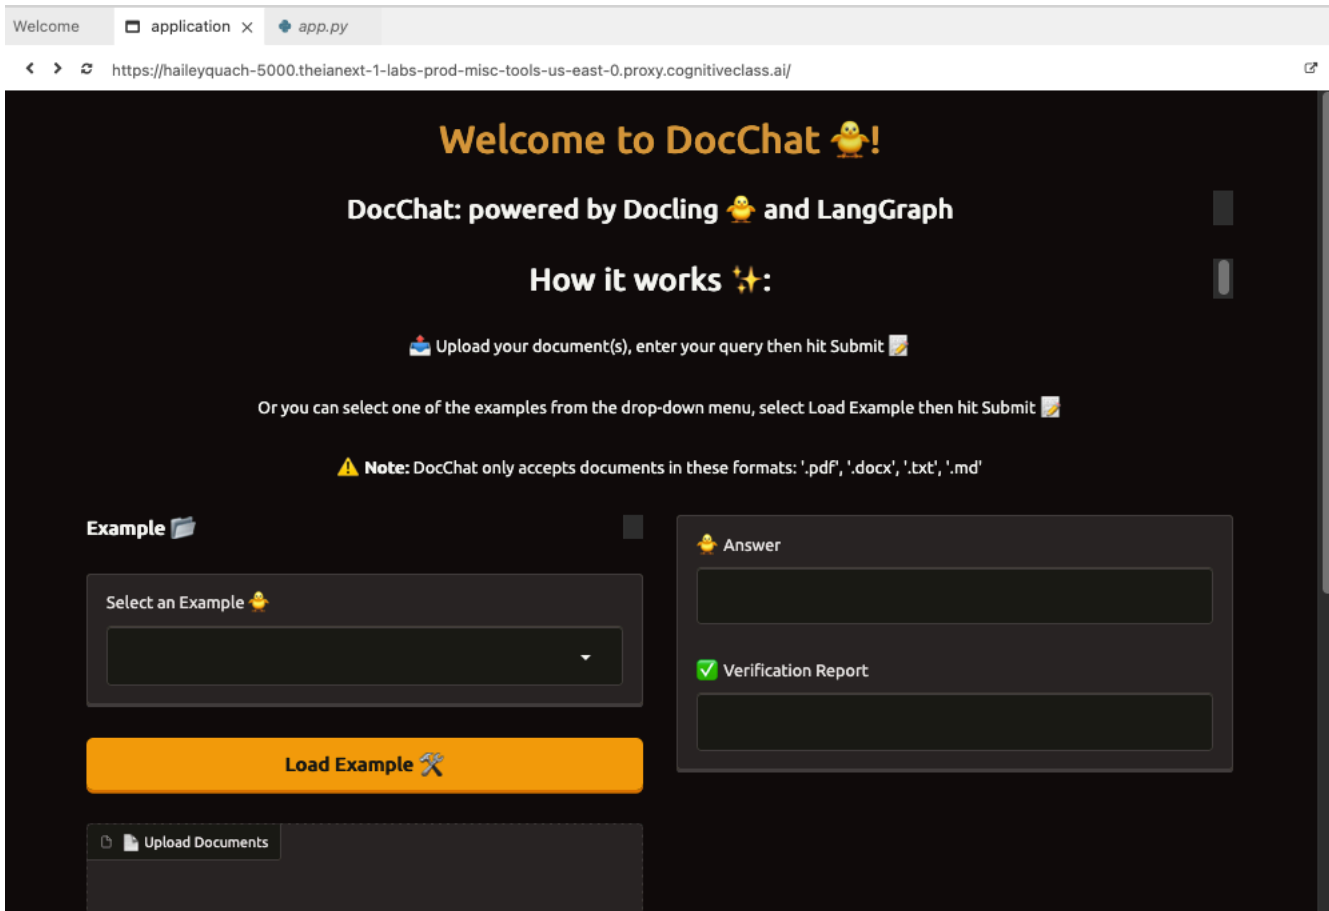 Welcome
application
app.py
https://haileyquach-5000.theianext-1-labs-prod-misc-tools-us-east-0.proxy.cognitiveclass.ai/
Welcome to DocChat 🐥!
DocChat: powered by Docling 🐥 and LangGraph
How it works ✨:
📤 Upload your document(s), enter your query then hit Submit 📝
Or you can select one of the examples from the drop-down menu, select Load Example then hit Submit 📝
⚠️ Note: DocChat only accepts documents in these formats: '.pdf', '.docx', '.txt', '.md'
Example 📂
Select an Example 🐥
Load Example 🛠️
📄 Upload Documents
🐥 Answer
✅ Verification Report